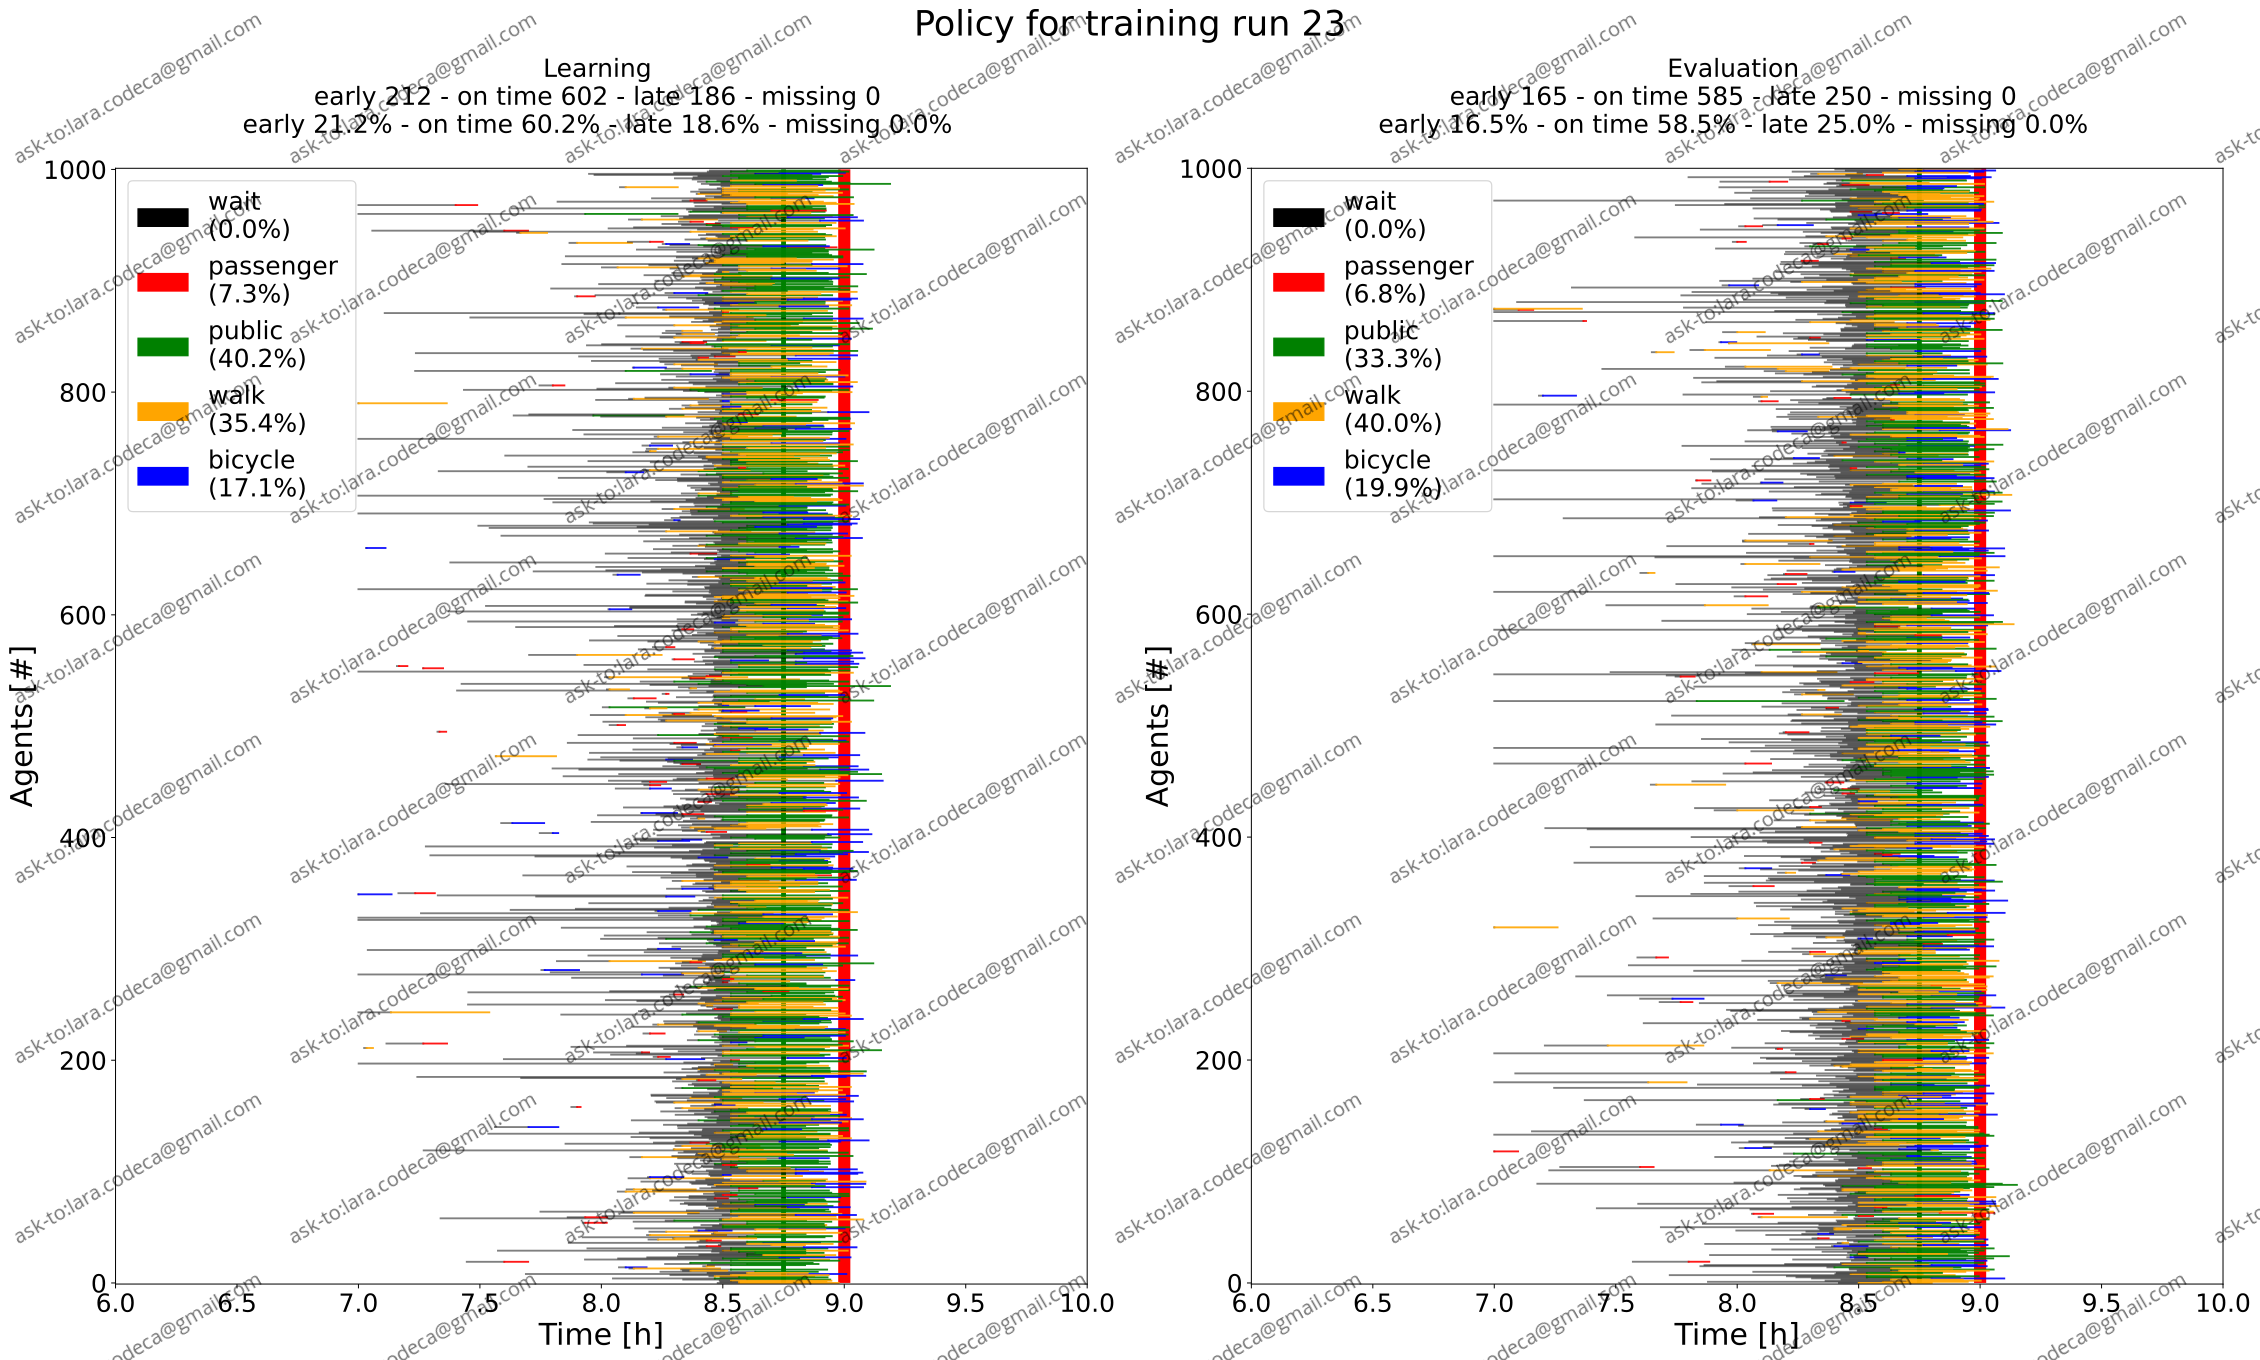 Policy for training run 23
Learning
early 212 - on time 602 - late 186 - missing 0
early 21.2% - on time 60.2% - late 18.6% - missing 0.0%
1000
800
600
400
200
0
Agents [#]
wait
(0.0%)
passenger
(7.3%)
public
(40.2%)
walk
(35.4%)
bicycle
(17.1%)
6.0 6.5 7.0 7.5 8.0 8.5 9.0 9.5 10.0
Time [h]
Evaluation
early 165 - on time 585 - late 250 - missing 0
early 16.5% - on time 58.5% - late 25.0% - missing 0.0%
1000
800
600
400
200
0
Agents [#]
wait
(0.0%)
passenger
(6.8%)
public
(33.3%)
walk
(40.0%)
bicycle
(19.9%)
6.0 6.5 7.0 7.5 8.0 8.5 9.0 9.5 10.0
Time [h]
ask-to:lara.codeca@gmail.com